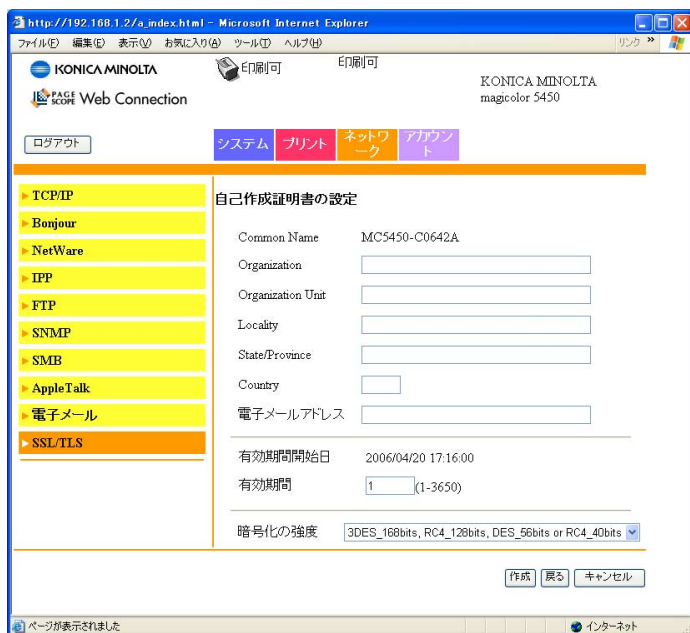 http://192.168.1.2/a_index.html - Microsoft Internet Explorer
ファイル(F) 編集(E) 表示(V) お気に入り(A) ツール(T) ヘルプ(H)
リンク »
KONICA MINOLTA
印刷可
印刷可
KONICA MINOLTA
magicolor 5450
PAGE SCOPE Web Connection
ログアウト
システム
プリント
ネットワーク
アカウント
TCP/IP
Bonjour
NetWare
IPP
FTP
SNMP
SMB
AppleTalk
電子メール
SSL/TLS
自己作成証明書の設定
Common Name MC5450-C0642A
Organization
Organization Unit
Locality
State/Province
Country
電子メールアドレス
有効期間開始日 2006/04/20 17:16:00
有効期間 1 (1-3650)
暗号化の強度 3DES_168bits, RC4_128bits, DES_56bits or RC4_40bits
作成 戻る キャンセル
ページが表示されました
インターネット